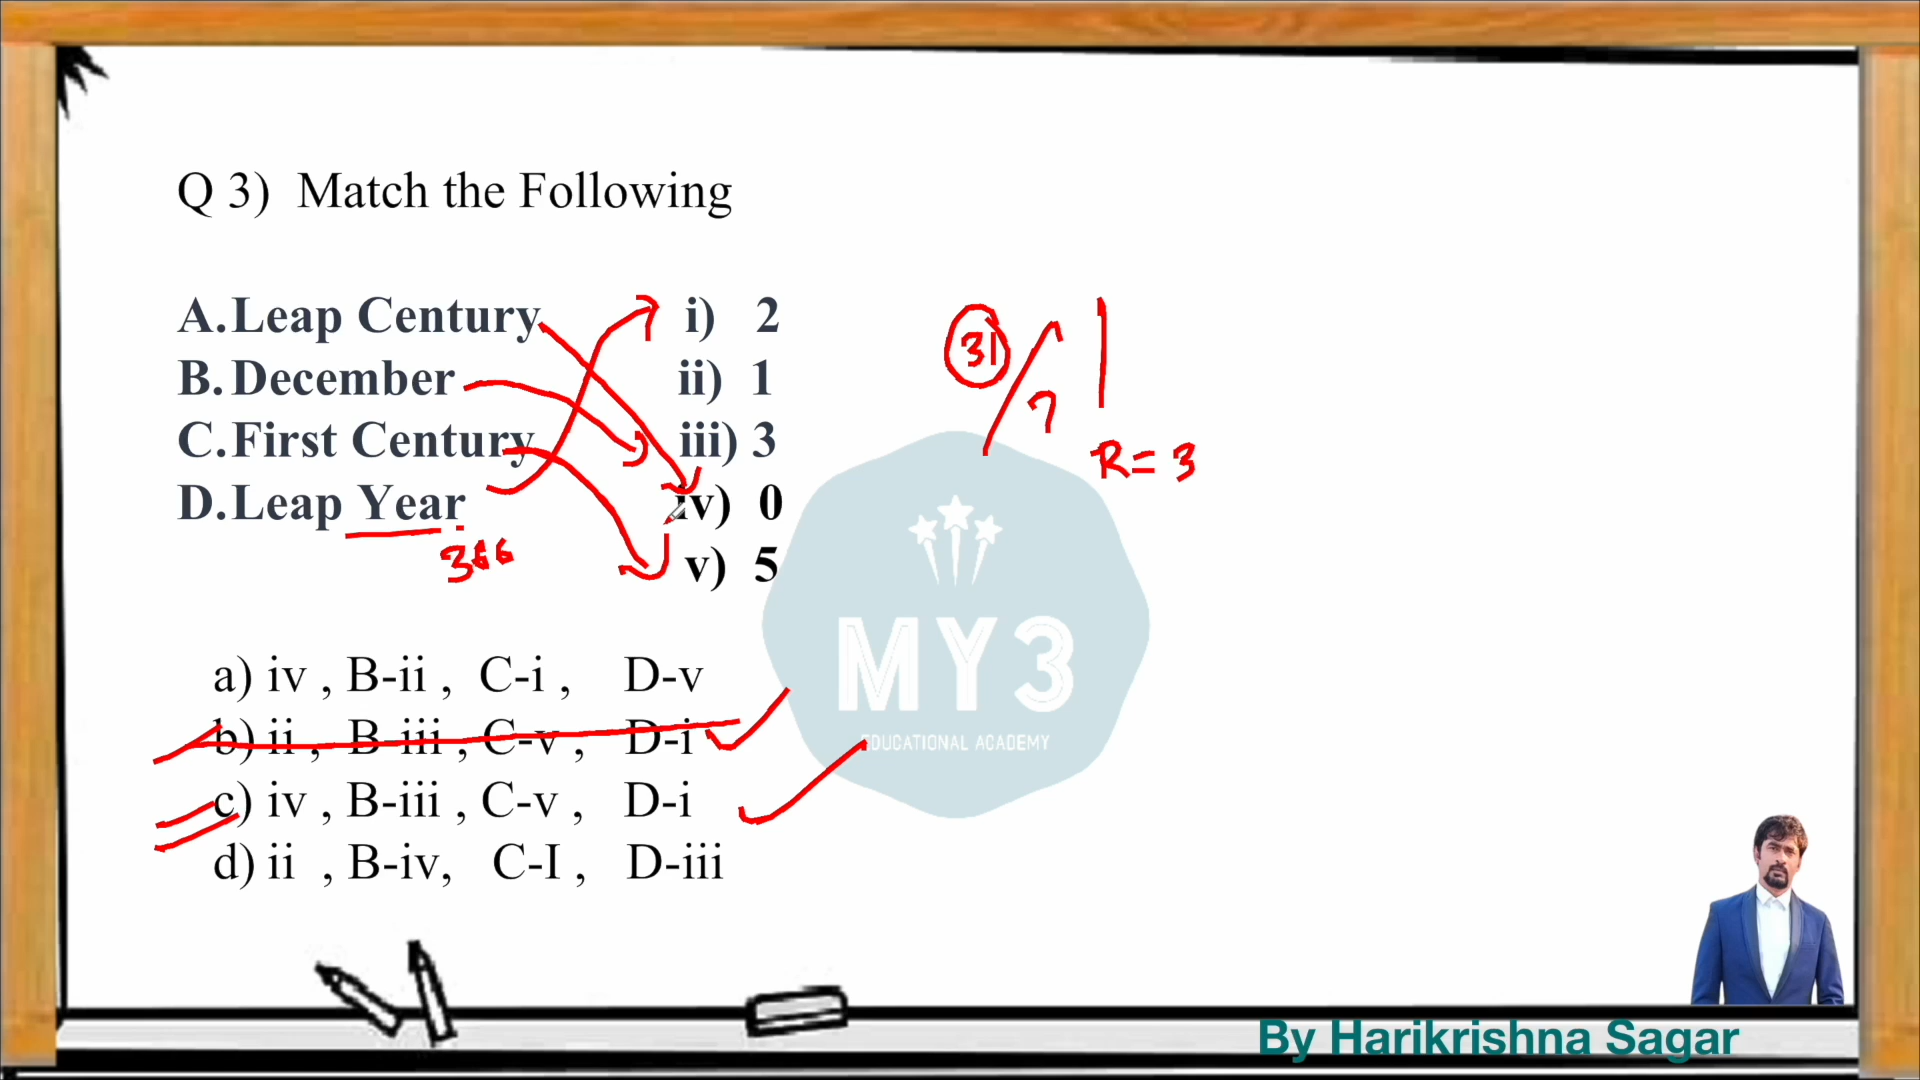 Q 3) Match the Following
A. Leap Century i) 2
B. December ii) 1
C. First Century iii) 3
D. Leap Year iv) 0
v) 5
366
31
7
R = 3
a) iv , B-ii , C-i , D-v
b) ii , B-iii , C-v , D-i
c) iv , B-iii , C-v , D-i
d) ii , B-iv, C-I , D-iii
MY3
EDUCATIONAL ACADEMY
By Harikrishna Sagar